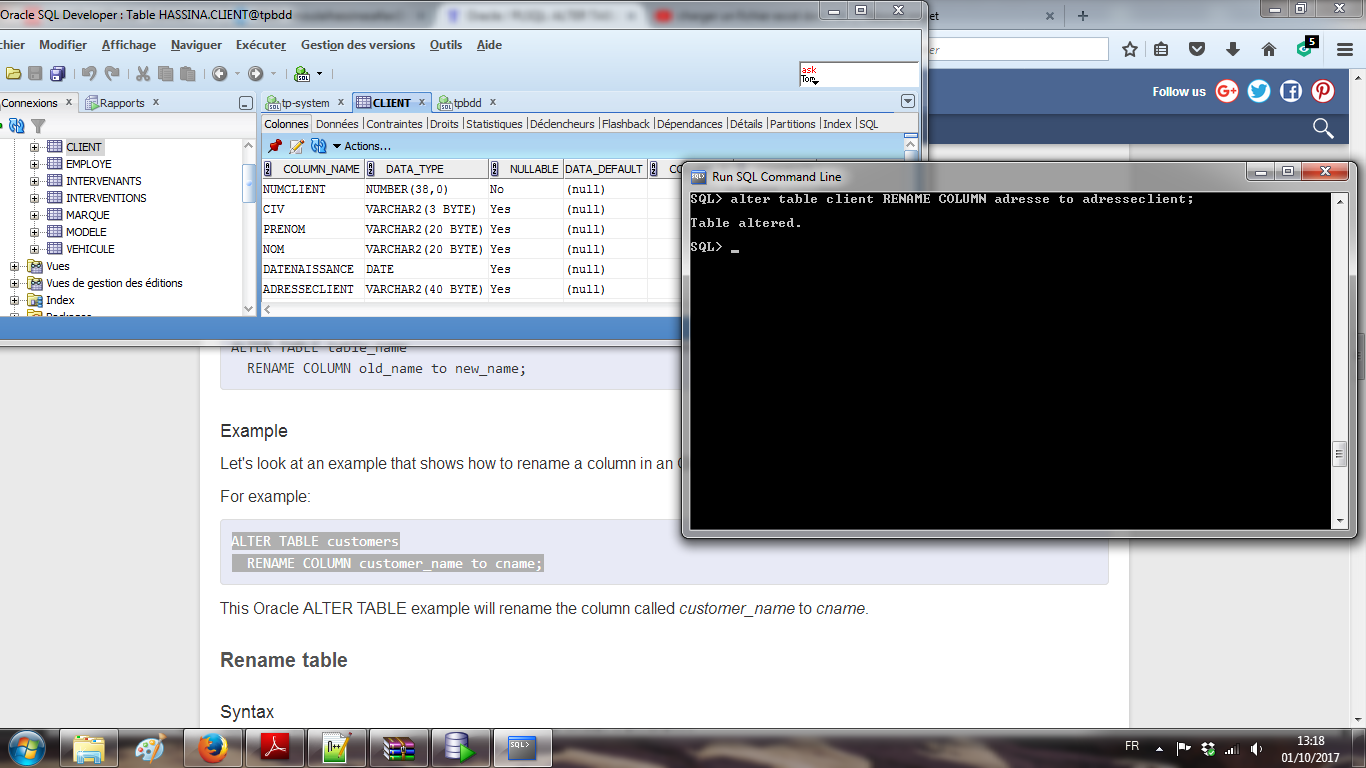 Oracle SQL Developer : Table HASSINA.CLIENT@tpbdd
chier Modifier Affichage Naviguer Exécuter Gestion des versions Outils Aide
ask
Tom
Connexions Rapports
tp-system CLIENT tpbdd
Colonnes Données Contraintes Droits Statistiques Déclencheurs Flashback Dépendances Détails Partitions Index SQL
Actions...
CLIENT
EMPLOYE
INTERVENANTS
INTERVENTIONS
MARQUE
MODELE
VEHICULE
Vues
Vues de gestion des éditions
Index
COLUMN_NAME DATA_TYPE NULLABLE DATA_DEFAULT CO
NUMCLIENT NUMBER(38,0) No (null)
CIV VARCHAR2(3 BYTE) Yes (null)
PRENOM VARCHAR2(20 BYTE) Yes (null)
NOM VARCHAR2(20 BYTE) Yes (null)
DATENAISSANCE DATE Yes (null)
ADRESSECLIENT VARCHAR2(40 BYTE) Yes (null)
et
5
Follow us
Run SQL Command Line
SQL> alter table client RENAME COLUMN adresse to adresseclient;
Table altered.
SQL> _
ALTER TABLE table_name
RENAME COLUMN old_name to new_name;
Example
Let's look at an example that shows how to rename a column in an
For example:
ALTER TABLE customers
RENAME COLUMN customer_name to cname;
This Oracle ALTER TABLE example will rename the column called customer_name to cname.
Rename table
Syntax
FR
13:18
01/10/2017